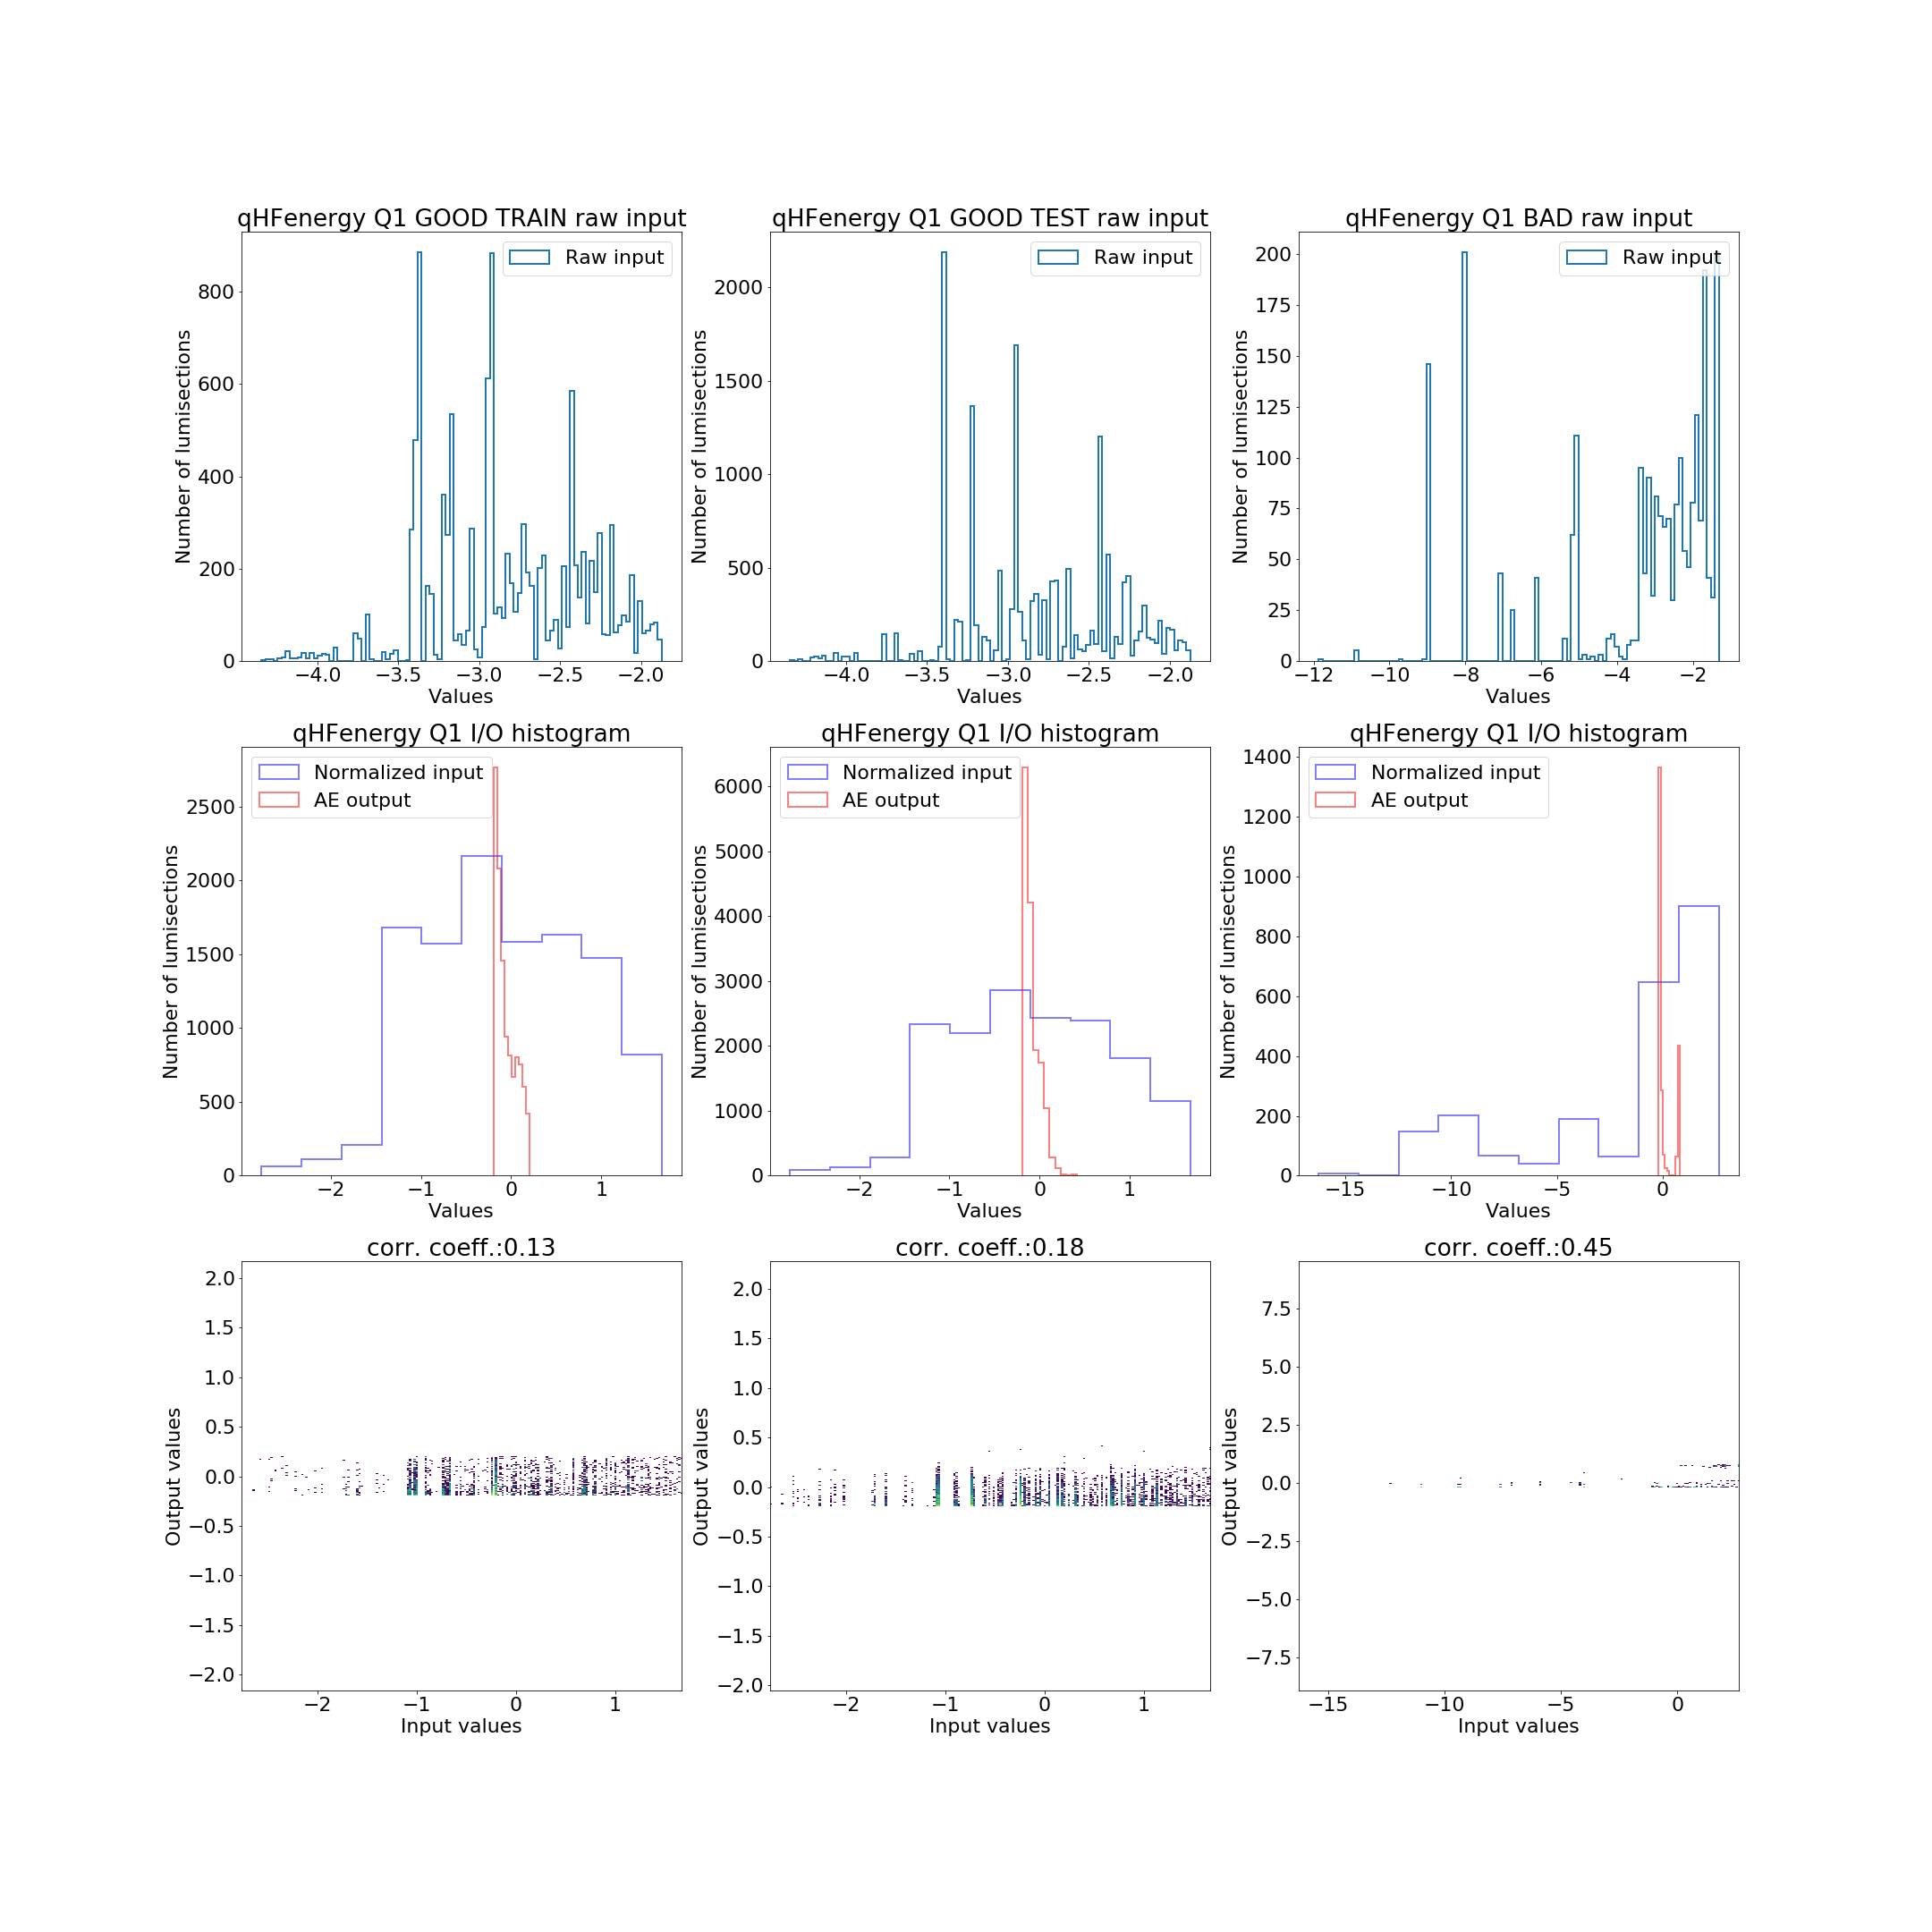 qHFenergy Q1 GOOD TRAIN raw input
Raw input
Number of lumisections
800
600
400
200
0
−4.0 −3.5 −3.0 −2.5 −2.0
Values
qHFenergy Q1 GOOD TEST raw input
Raw input
Number of lumisections
2000
1500
1000
500
0
−4.0 −3.5 −3.0 −2.5 −2.0
Values
qHFenergy Q1 BAD raw input
Raw input
Number of lumisections
200
175
150
125
100
75
50
25
0
−12 −10 −8 −6 −4 −2
Values
qHFenergy Q1 I/O histogram
Normalized input
AE output
Number of lumisections
2500
2000
1500
1000
500
0
−2 −1 0 1
Values
qHFenergy Q1 I/O histogram
Normalized input
AE output
Number of lumisections
6000
5000
4000
3000
2000
1000
0
−2 −1 0 1
Values
qHFenergy Q1 I/O histogram
Normalized input
AE output
Number of lumisections
1400
1200
1000
800
600
400
200
0
−15 −10 −5 0
Values
corr. coeff.:0.13
Output values
2.0
1.5
1.0
0.5
0.0
−0.5
−1.0
−1.5
−2.0
−2 −1 0 1
Input values
corr. coeff.:0.18
Output values
2.0
1.5
1.0
0.5
0.0
−0.5
−1.0
−1.5
−2.0
−2 −1 0 1
Input values
corr. coeff.:0.45
Output values
7.5
5.0
2.5
0.0
−2.5
−5.0
−7.5
−15 −10 −5 0
Input values